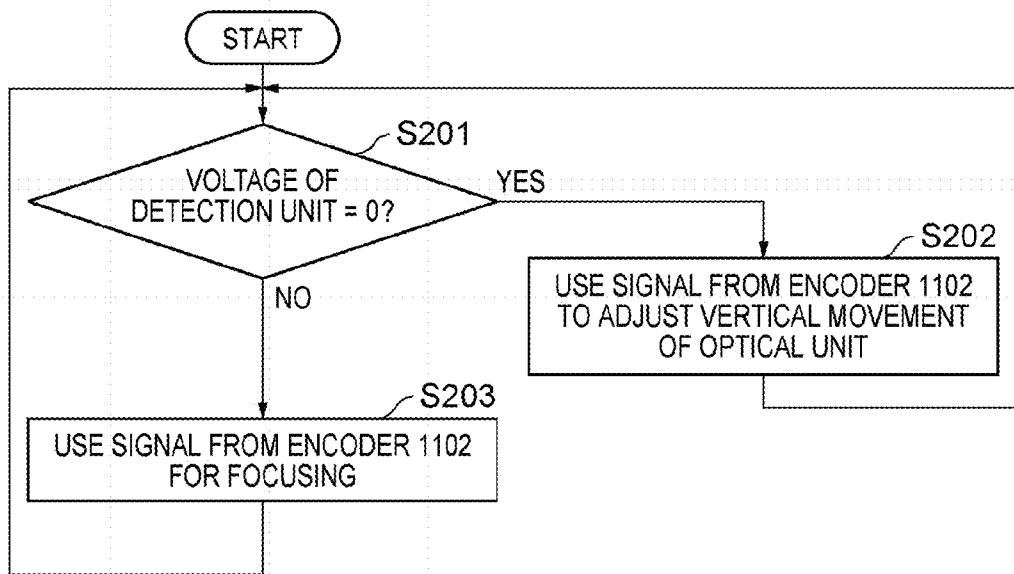 START
S201
VOLTAGE OF
DETECTION UNIT = 0?
YES
S202
USE SIGNAL FROM ENCODER 1102
TO ADJUST VERTICAL MOVEMENT
OF OPTICAL UNIT
NO
S203
USE SIGNAL FROM ENCODER 1102
FOR FOCUSING